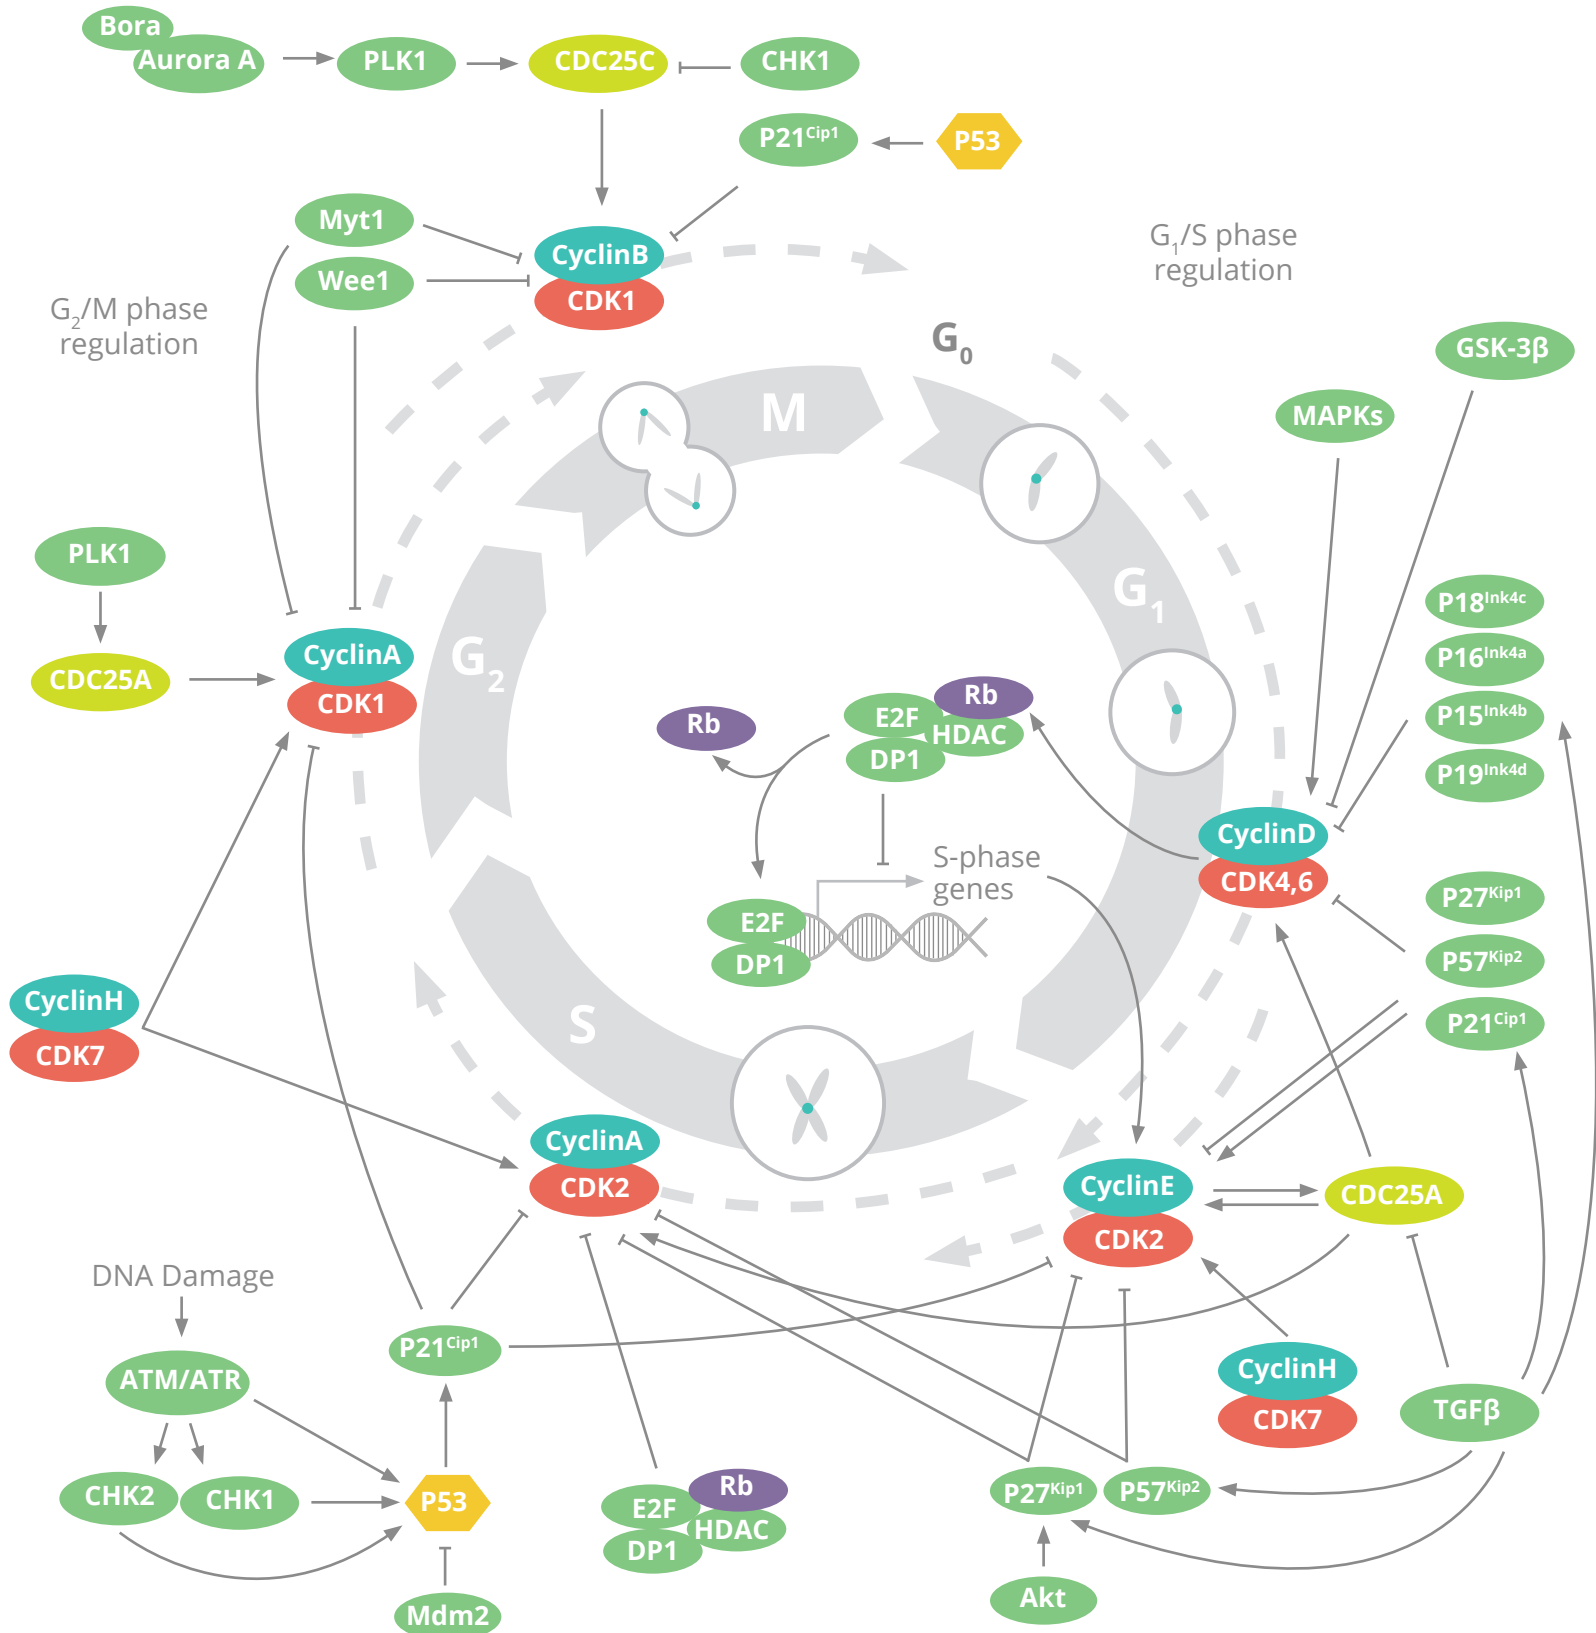 Bora
Aurora A
PLK1
CDC25C
CHK1
P21Cip1
P53
Myt1
Wee1
CyclinB
CDK1
G1/S phase
regulation
G2/M phase
regulation
G0
GSK-3β
MAPKs
M
G1
G2
S
PLK1
CDC25A
CyclinA
CDK1
P18Ink4c
P16Ink4a
P15Ink4b
P19Ink4d
Rb
E2F
Rb
HDAC
DP1
CyclinD
CDK4,6
S-phase
genes
E2F
DP1
P27Kip1
P57Kip2
P21Cip1
CyclinH
CDK7
CyclinA
CDK2
CyclinE
CDK2
CDC25A
DNA Damage
ATM/ATR
CHK2
CHK1
P21Cip1
P53
Mdm2
E2F
Rb
HDAC
DP1
CyclinH
CDK7
TGFβ
P27Kip1
P57Kip2
Akt